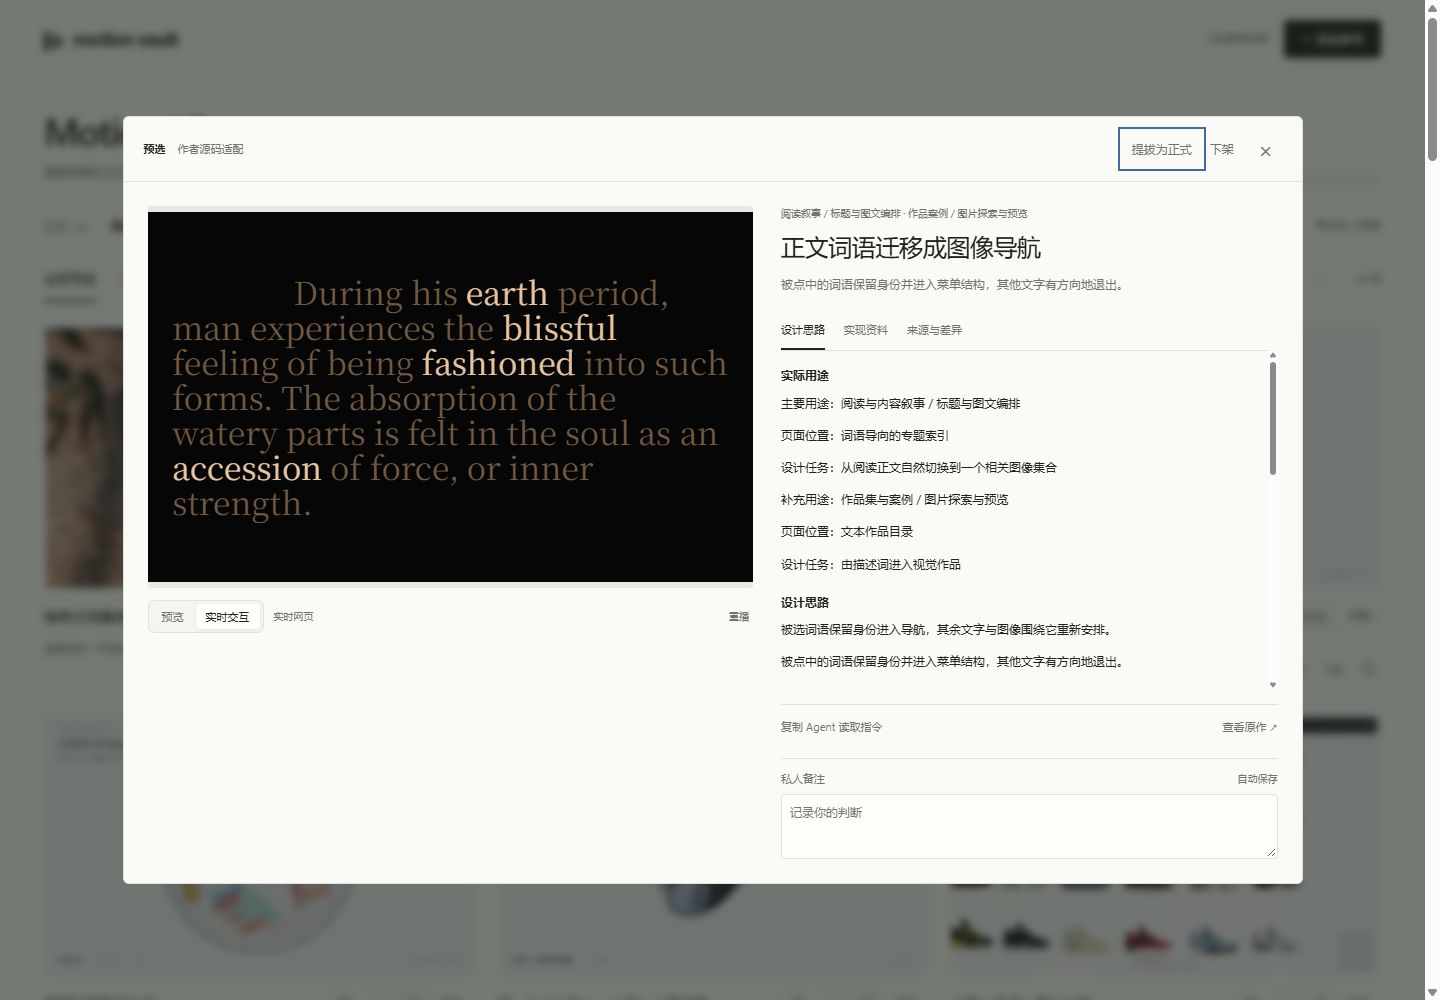 motion vault
Motio
预选 作者源码适配
提拔为正式 下架 ×
During his earth period,
man experiences the blissful
feeling of being fashioned into such
forms. The absorption of the
watery parts is felt in the soul as an
accession of force, or inner
strength.
预览 实时交互 实时网页 重播
阅读叙事 / 标题与图文编排 · 作品案例 / 图片探索与预览
正文词语迁移成图像导航
被点中的词语保留身份并进入菜单结构，其他文字有方向地退出。
设计思路 实现资料 来源与差异
实际用途
主要用途：阅读与内容叙事 / 标题与图文编排
页面位置：词语导向的专题索引
设计任务：从阅读正文自然切换到一个相关图像集合
补充用途：作品集与案例 / 图片探索与预览
页面位置：文本作品目录
设计任务：由描述词进入视觉作品
设计思路
被选词语保留身份进入导航，其余文字与图像围绕它重新安排。
被点中的词语保留身份并进入菜单结构，其他文字有方向地退出。
复制 Agent 读取指令 查看原作 ↗
私人备注 自动保存
记录你的判断